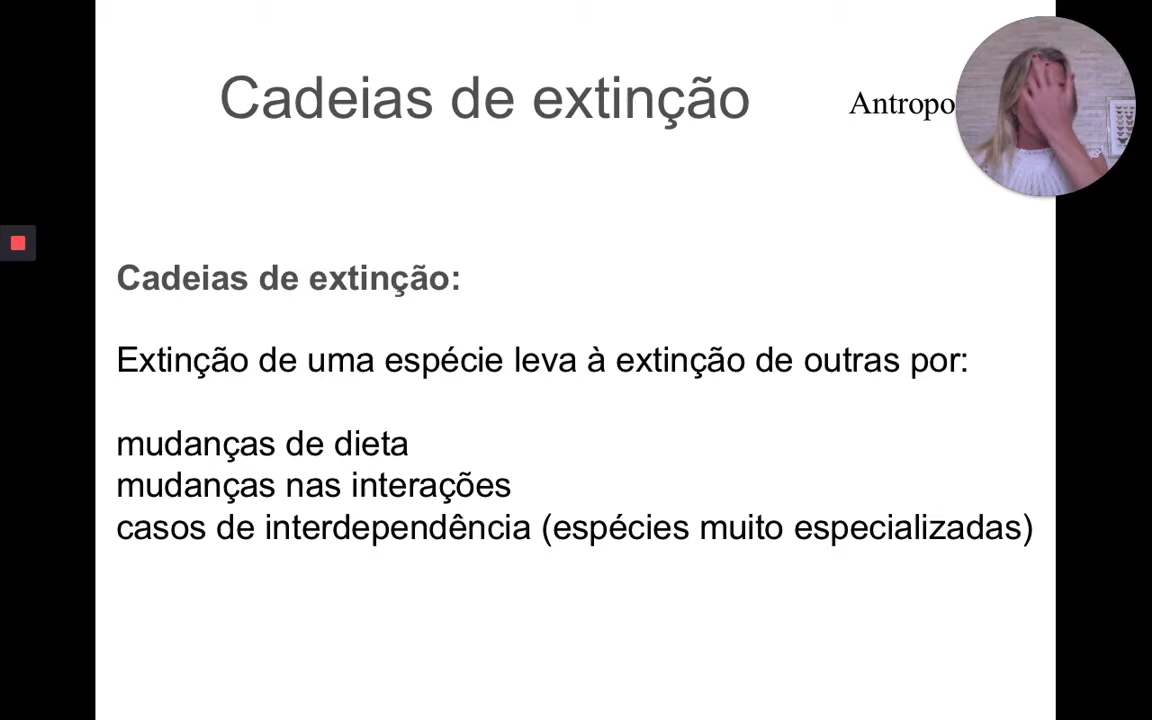 Cadeias de extinção
Antropo
Cadeias de extinção:
Extinção de uma espécie leva à extinção de outras por:
mudanças de dieta
mudanças nas interações
casos de interdependência (espécies muito especializadas)